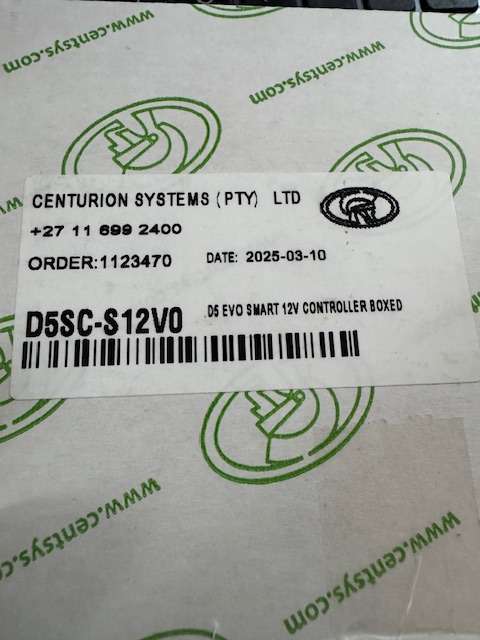 www.centsys.com
www.centsys.com
CENTURION SYSTEMS (PTY) LTD
+27 11 699 2400
ORDER:1123470 DATE: 2025-03-10
D5SC-S12V0 D5 EVO SMART 12V CONTROLLER BOXED
www.centsys.com
www.centsys.com